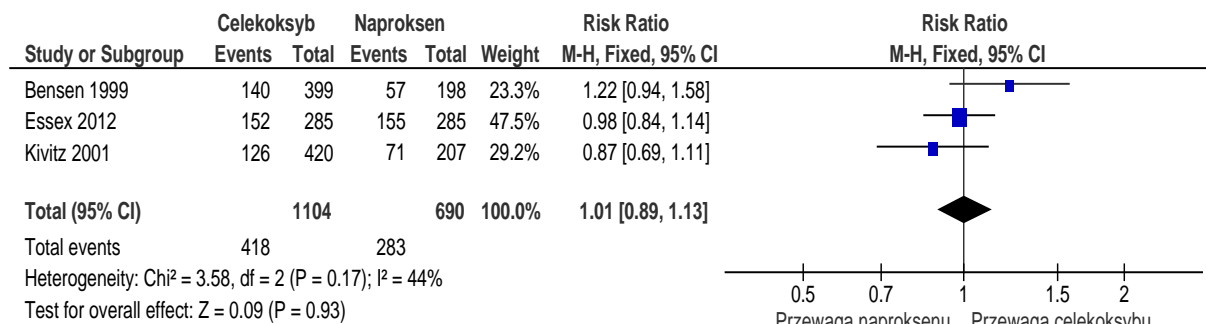 Celekoksyb Naproksen Risk Ratio Risk Ratio
Study or Subgroup Events Total Events Total Weight M-H, Fixed, 95% CI M-H, Fixed, 95% CI
Bensen 1999 140 399 57 198 23.3% 1.22 [0.94, 1.58]
Essex 2012 152 285 155 285 47.5% 0.98 [0.84, 1.14]
Kivitz 2001 126 420 71 207 29.2% 0.87 [0.69, 1.11]
Total (95% CI) 1104 690 100.0% 1.01 [0.89, 1.13]
Total events 418 283
Heterogeneity: Chi² = 3.58, df = 2 (P = 0.17); I² = 44%
Test for overall effect: Z = 0.09 (P = 0.93)
0.5 0.7 1 1.5 2
Przewaga naproksenu Przewaga celekoksybu